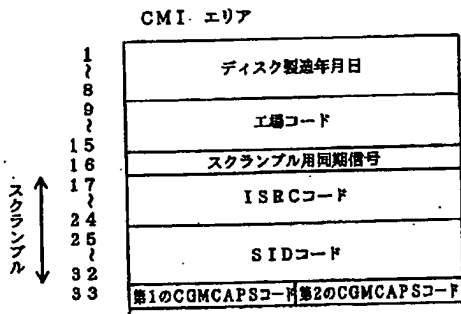 CMI エリア
1
〜
8
ディスク製造年月日
9
〜
15
工場コード
16
スクランブル用同期信号
17
〜
24
ISRCコード
25
〜
32
SIDコード
33
第1のCGMCAPSコード 第2のCGMCAPSコード
スクランブル